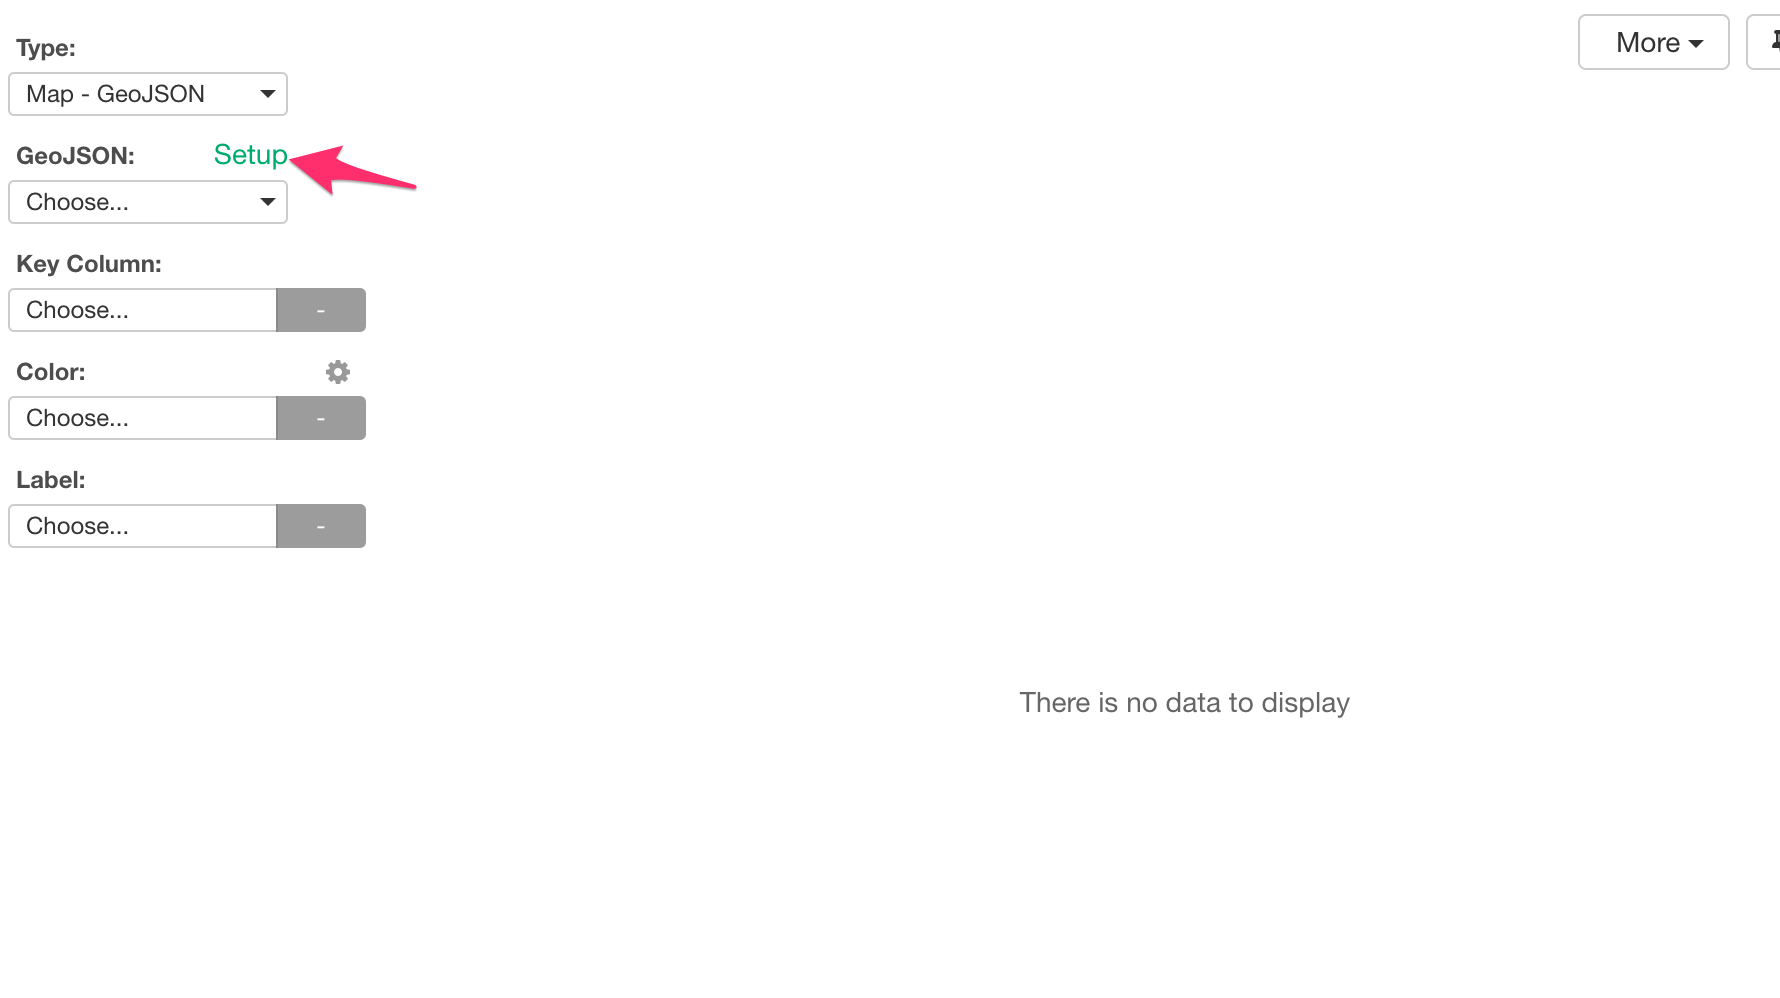 Type:
More
Map - GeoJSON
GeoJSON:
Setup
Choose...
Key Column:
Choose...
-
Color:
Choose...
-
Label:
Choose...
-
There is no data to display